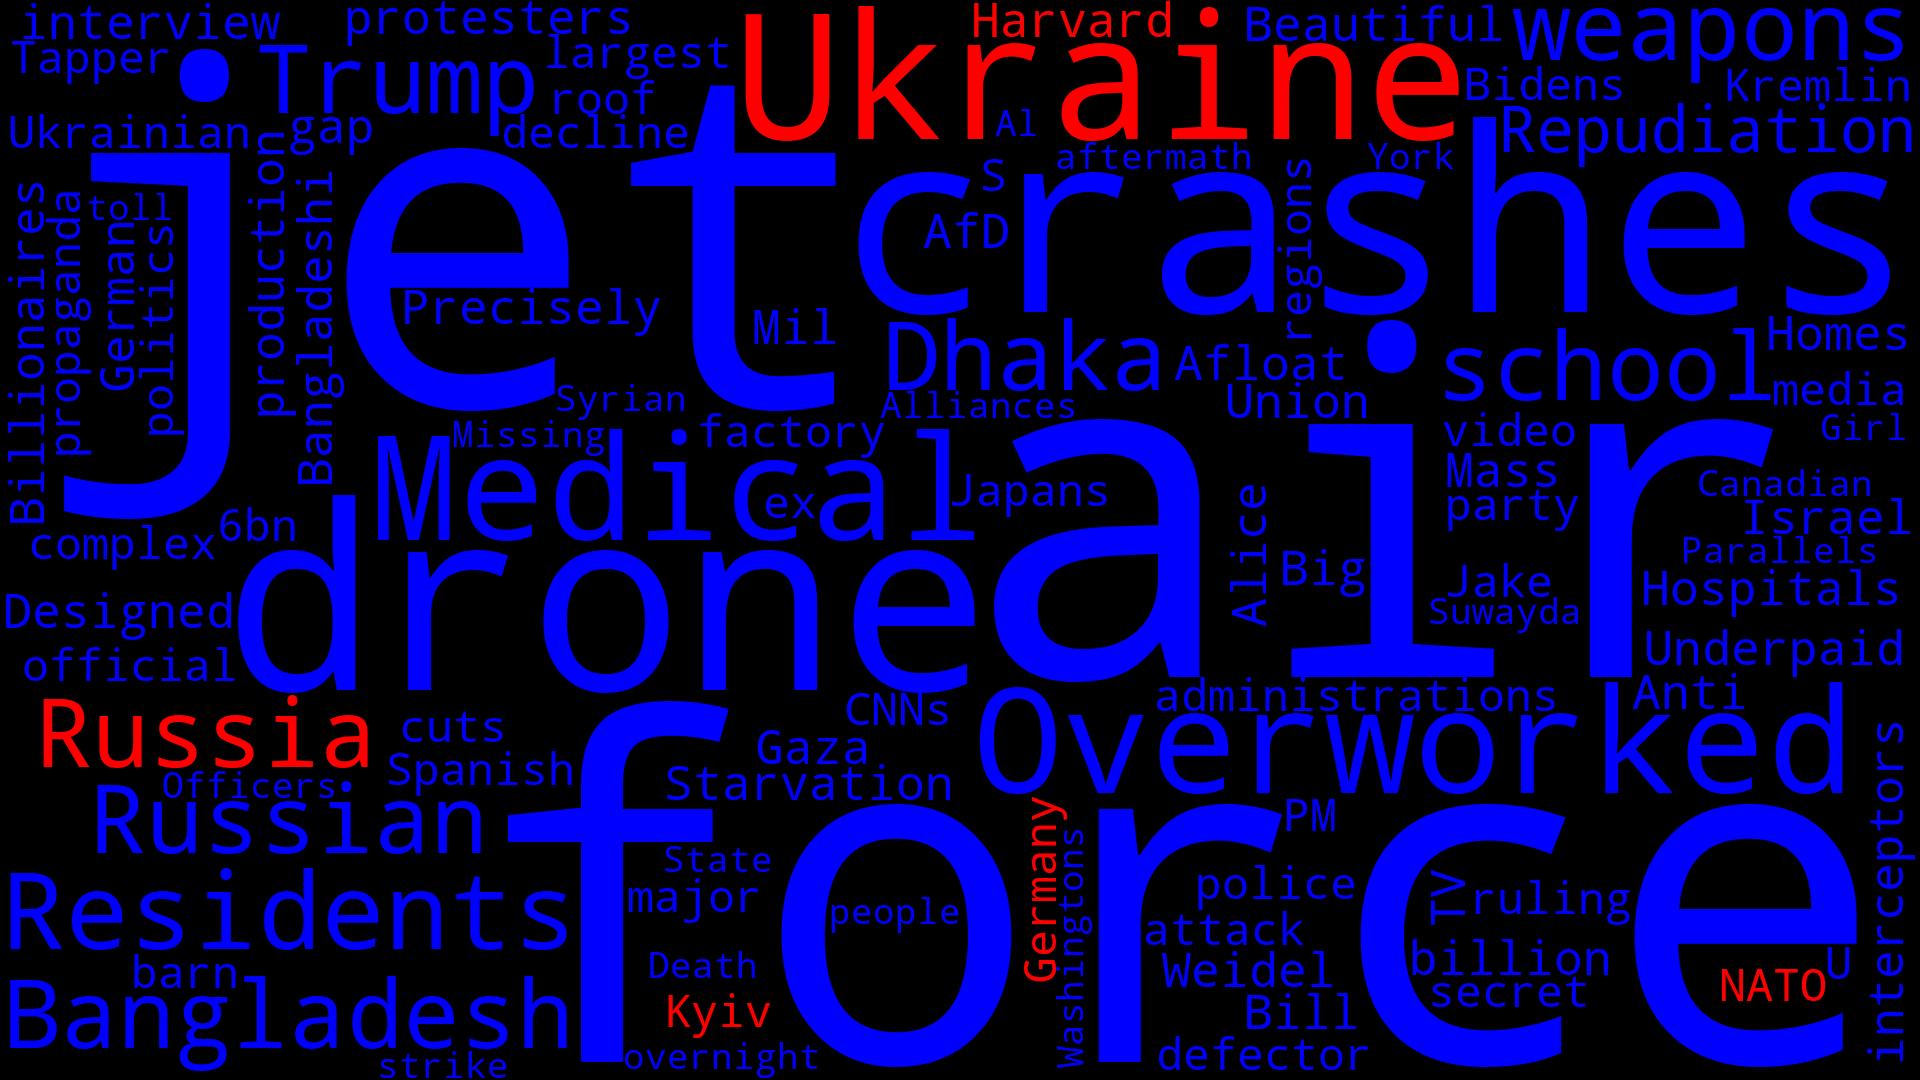 interview
protesters
Harvard
Beautiful
weapons
Tapper
Trump
largest
Ukraine
Bidens
Kremlin
roof
Ukrainian
gap
decline
Al
Repudiation
jet
crashes
aftermath
York
S
AfD
regions
Billionaires
propaganda
toll
German
politics
production
Bangladeshi
Precisely
Mil
Dhaka
Afloat
school
Homes
media
Syrian
Alliances
Union
Girl
Missing
factory
video
Medical
ex
Japans
air
Mass
party
Canadian
Israel
complex
6bn
Alice
Parallels
drone
Big
Jake
Hospitals
Designed
Suwayda
official
Underpaid
Russia
cuts
CNNs
administrations
Anti
Overworked
Gaza
Spanish
Starvation
Officers
Russian
force
PM
interceptors
Germany
Washingtons
State
major
people
police
TV
ruling
Residents
attack
barn
Death
Weidel
billion
U
Bangladesh
Kyiv
secret
NATO
Bill
strike
overnight
defector